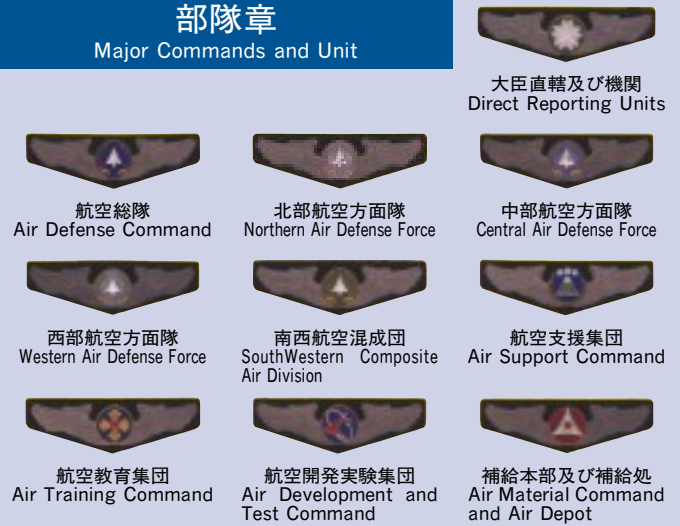 部隊章
Major Commands and Unit
大臣直轄及び機関
Direct Reporting Units
航空総隊
Air Defense Command
北部航空方面隊
Northern Air Defense Force
中部航空方面隊
Central Air Defense Force
西部航空方面隊
Western Air Defense Force
南西航空混成団
SouthWestern Composite
Air Division
航空支援集団
Air Support Command
航空教育集団
Air Training Command
航空開発実験集団
Air Development and
Test Command
補給本部及び補給処
Air Material Command
and Air Depot